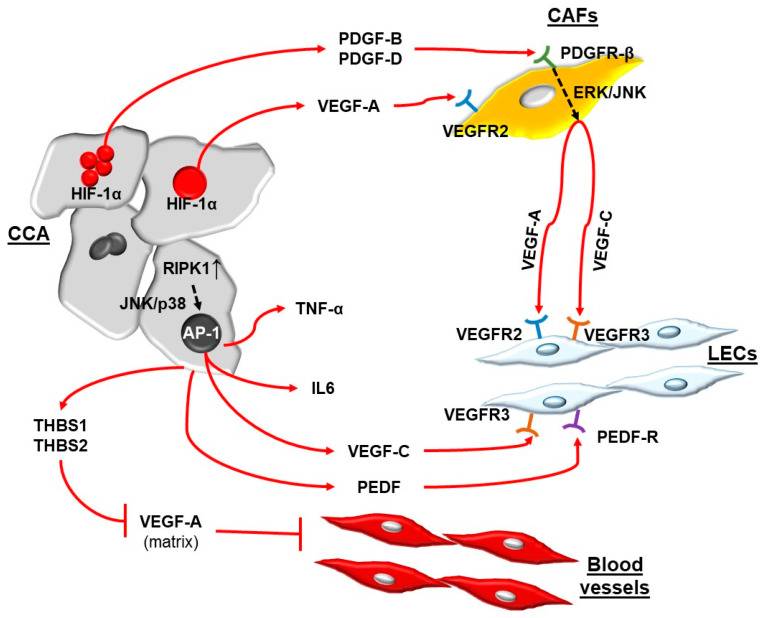 CAFs
PDGF-B
PDGF-D
PDGFR-β
ERK/JNK
VEGF-A
VEGFR2
HIF-1α
HIF-1α
CCA
VEGF-A
VEGF-C
RIPK1↑
JNK/p38
AP-1
TNF-α
VEGFR2
VEGFR3
LECs
IL6
THBS1
THBS2
VEGFR3
PEDF-R
VEGF-C
PEDF
VEGF-A
(matrix)
Blood
vessels